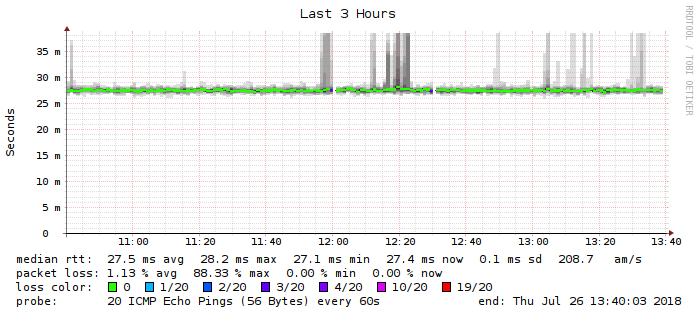 Last 3 Hours
RRDTOOL / TOBI OETIKER
Seconds
35 m
30 m
25 m
20 m
15 m
10 m
5 m
0
11:00 11:20 11:40 12:00 12:20 12:40 13:00 13:20 13:40
median rtt: 27.5 ms avg 28.2 ms max 27.1 ms min 27.4 ms now 0.1 ms sd 208.7 am/s
packet loss: 1.13 % avg 88.33 % max 0.00 % min 0.00 % now
loss color: 0 1/20 2/20 3/20 4/20 10/20 19/20
probe: 20 ICMP Echo Pings (56 Bytes) every 60s end: Thu Jul 26 13:40:03 2018